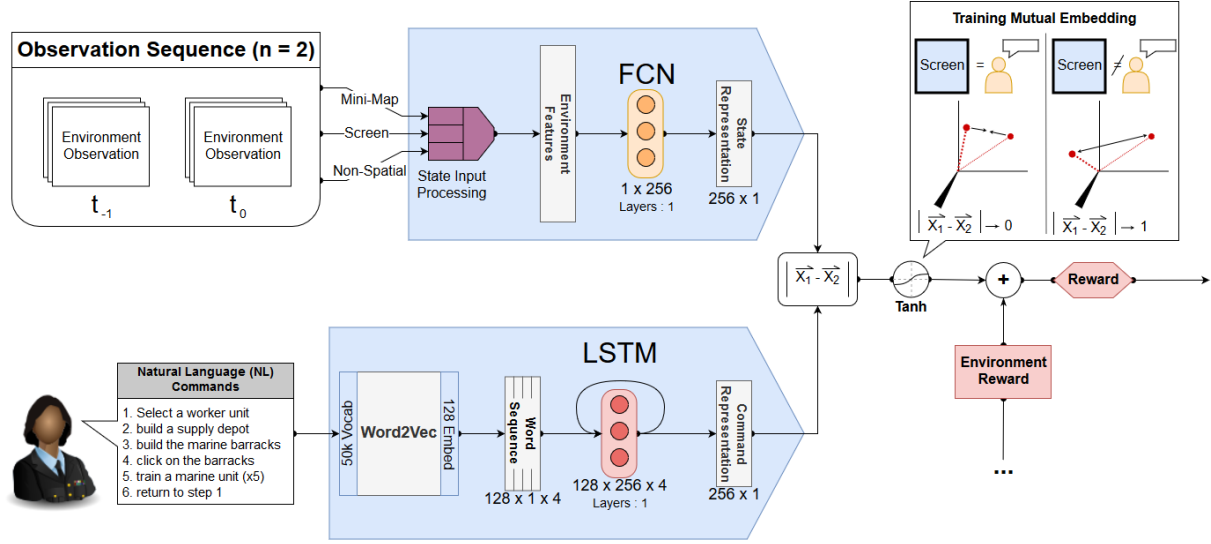 Observation Sequence (n = 2)
Environment
Observation
Environment
Observation
t-1
t0
Mini-Map
Screen
Non-Spatial
State Input
Processing
Environment
Features
FCN
1 x 256
Layers : 1
State
Representation
256 x 1
Training Mutual Embedding
Screen
=
Screen
≠
| X1 - X2 | → 0
| X1 - X2 | → 1
| X1 - X2 |
Tanh
+
Reward
Environment
Reward
...
Natural Language (NL)
Commands
1. Select a worker unit
2. build a supply depot
3. build the marine barracks
4. click on the barracks
5. train a marine unit (x5)
6. return to step 1
50k Vocab
Word2Vec
128 Embed
Word
Sequence
128 x 1 x 4
LSTM
128 x 256 x 4
Layers : 1
Command
Representation
256 x 1